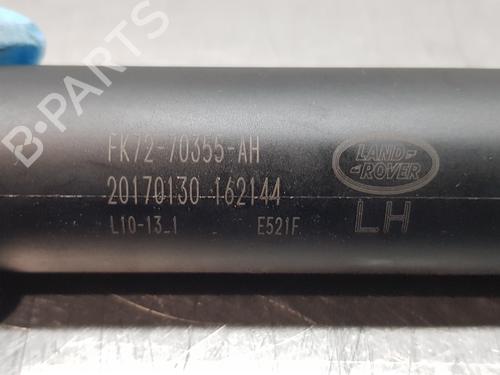 FK72-70355-AH
20170130 162144
L10-13_1 E521F
LAND-
-ROVER
LH
B-PARTS